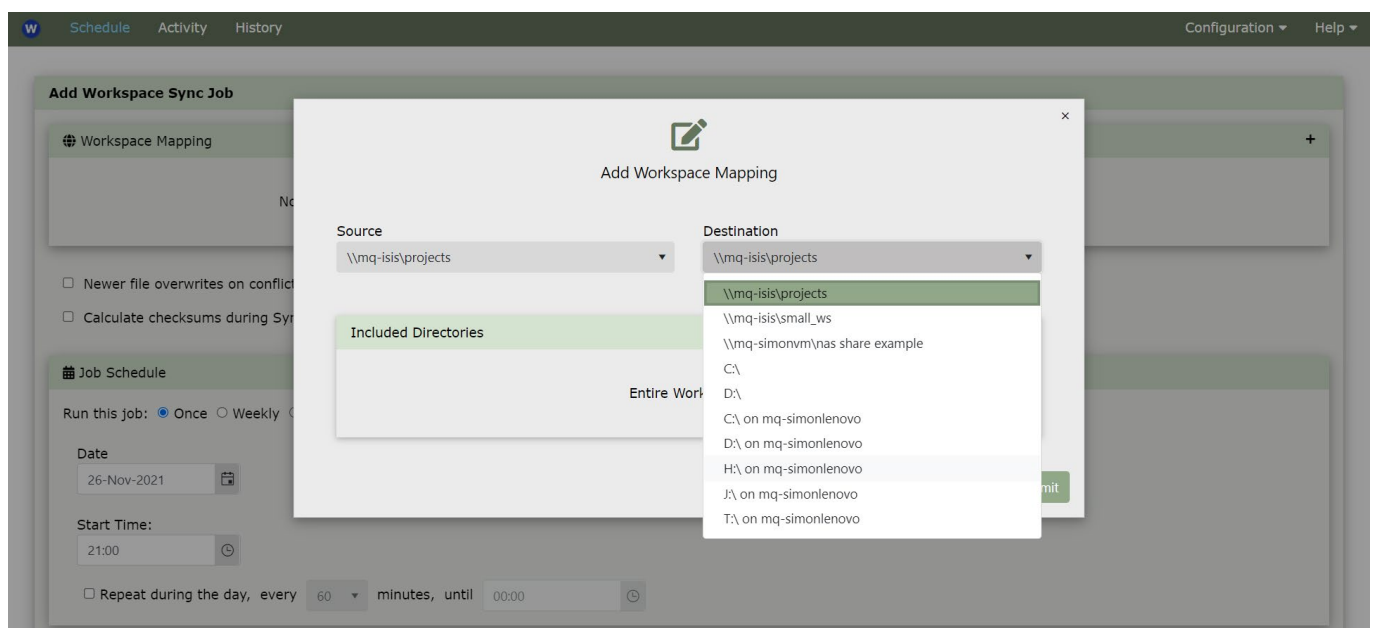 W Schedule Activity History Configuration Help
Add Workspace Sync Job
Workspace Mapping +
No
×
Add Workspace Mapping
Source Destination
\\mq-isis\projects \\mq-isis\projects
\\mq-isis\projects
\\mq-isis\small_ws
\\mq-simonvm\nas share example
C:\
D:\
C:\ on mq-simonlenovo
D:\ on mq-simonlenovo
H:\ on mq-simonlenovo
J:\ on mq-simonlenovo
T:\ on mq-simonlenovo
Included Directories
Entire Work
mit
Newer file overwrites on conflict
Calculate checksums during Syn
Job Schedule
Run this job: Once Weekly
Date
26-Nov-2021
Start Time:
21:00
Repeat during the day, every 60 minutes, until 00:00